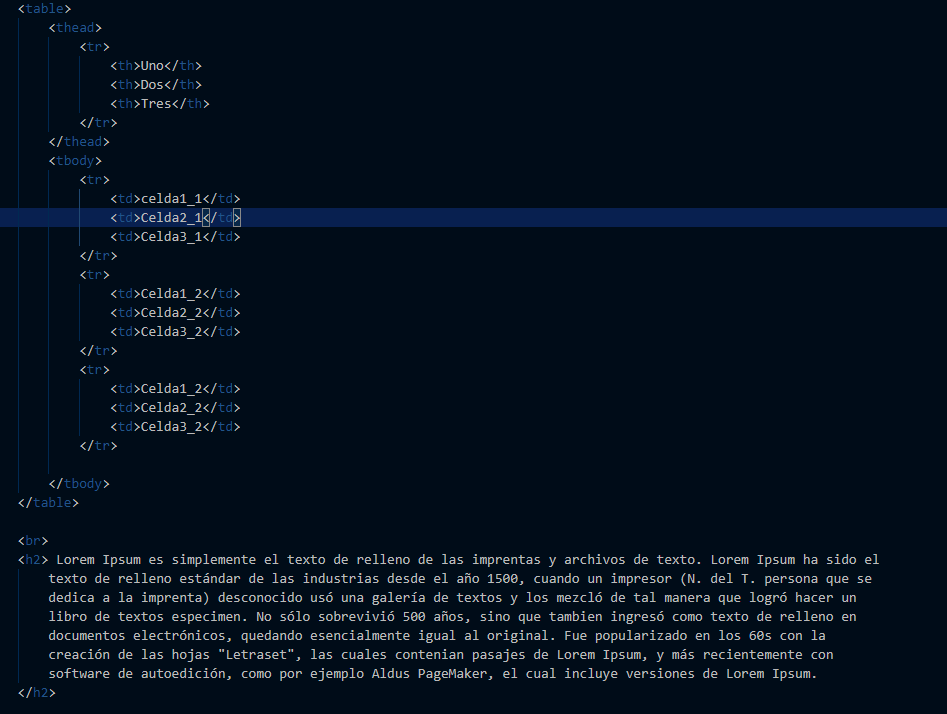 <table>
<thead>
<tr>
<th>Uno</th>
<th>Dos</th>
<th>Tres</th>
</tr>
</thead>
<tbody>
<tr>
<td>celda1_1</td>
<td>Celda2_1</td>
<td>Celda3_1</td>
</tr>
<tr>
<td>Celda1_2</td>
<td>Celda2_2</td>
<td>Celda3_2</td>
</tr>
<tr>
<td>Celda1_2</td>
<td>Celda2_2</td>
<td>Celda3_2</td>
</tr>
</tbody>
</table>
<br>
<h2> Lorem Ipsum es simplemente el texto de relleno de las imprentas y archivos de texto. Lorem Ipsum ha sido el
texto de relleno estándar de las industrias desde el año 1500, cuando un impresor (N. del T. persona que se
dedica a la imprenta) desconocido usó una galería de textos y los mezcló de tal manera que logró hacer un
libro de textos especimen. No sólo sobrevivió 500 años, sino que tambien ingresó como texto de relleno en
documentos electrónicos, quedando esencialmente igual al original. Fue popularizado en los 60s con la
creación de las hojas "Letraset", las cuales contenian pasajes de Lorem Ipsum, y más recientemente con
software de autoedición, como por ejemplo Aldus PageMaker, el cual incluye versiones de Lorem Ipsum.
</h2>